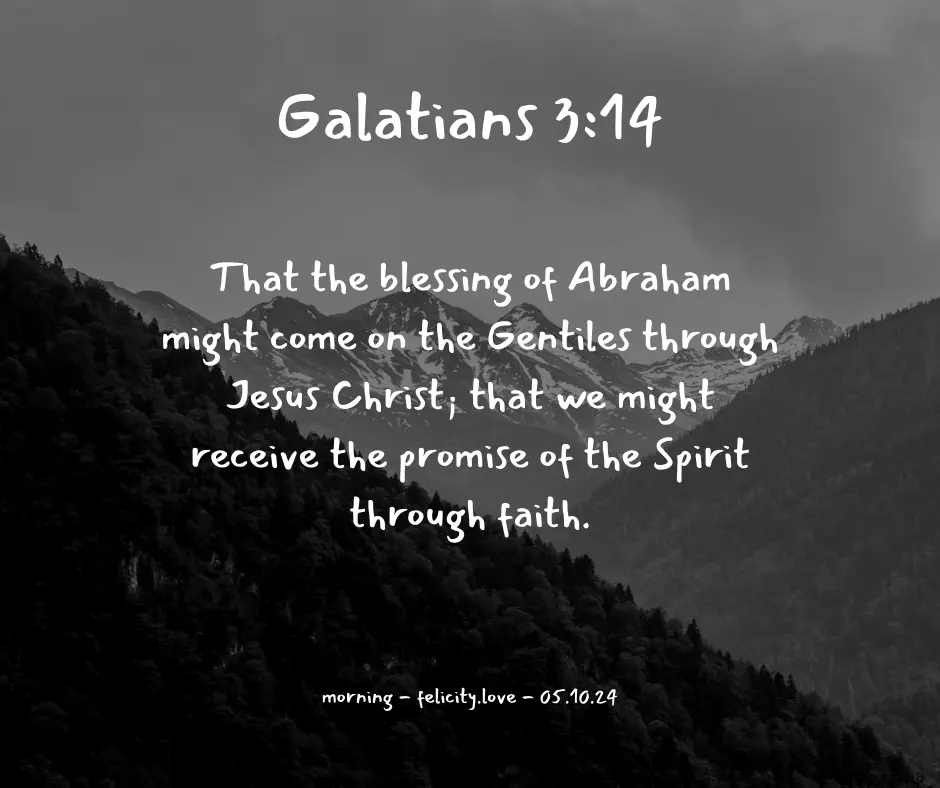 Galatians 3:14
That the blessing of Abraham
might come on the Gentiles through
Jesus Christ; that we might
receive the promise of the Spirit
through faith.
morning - felicity.love - 05.10.24